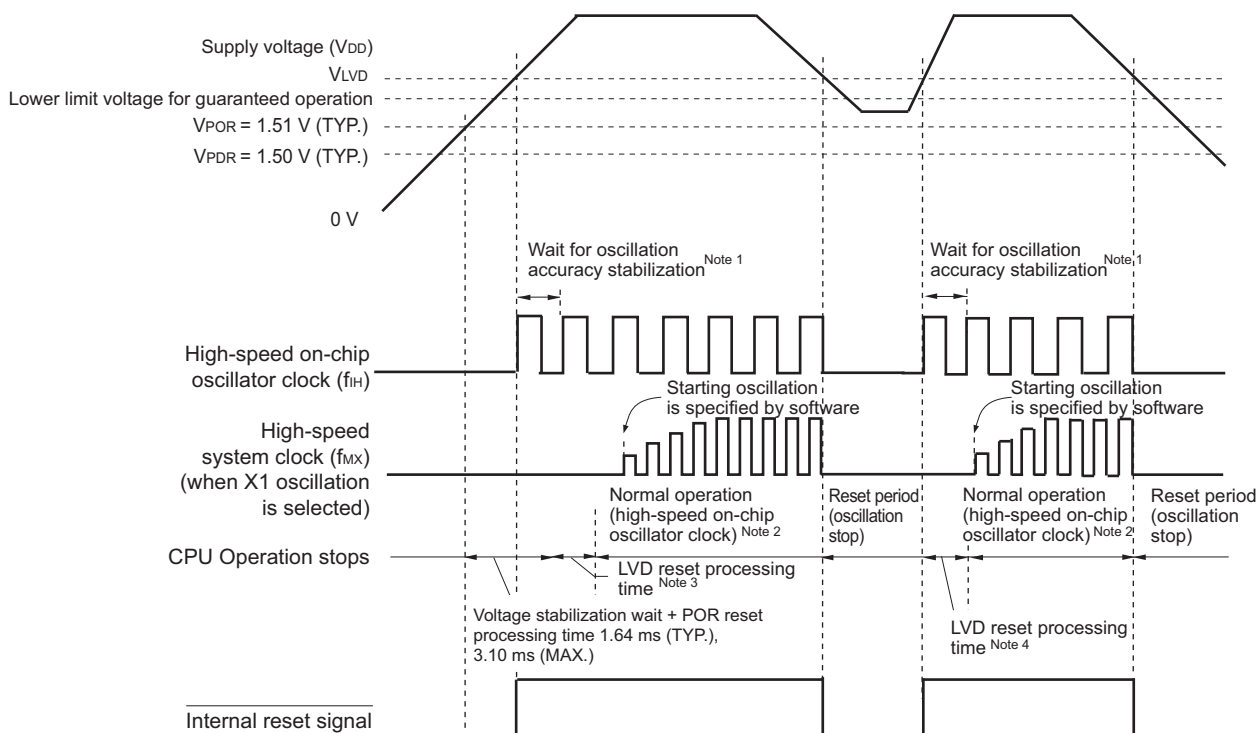 Supply voltage (VDD)
VLVD
Lower limit voltage for guaranteed operation
VPOR = 1.51 V (TYP.)
VPDR = 1.50 V (TYP.)
0 V
Wait for oscillation
accuracy stabilization Note 1
Wait for oscillation
accuracy stabilization Note 1
High-speed on-chip
oscillator clock (fIH)
Starting oscillation
is specified by software
Starting oscillation
is specified by software
High-speed
system clock (fMX)
(when X1 oscillation
is selected)
Normal operation
(high-speed on-chip
oscillator clock) Note 2
Reset period
(oscillation
stop)
Normal operation
(high-speed on-chip
oscillator clock) Note 2
Reset period
(oscillation
stop)
CPU Operation stops
LVD reset processing
time Note 3
Voltage stabilization wait + POR reset
processing time 1.64 ms (TYP.),
3.10 ms (MAX.)
LVD reset processing
time Note 4
Internal reset signal